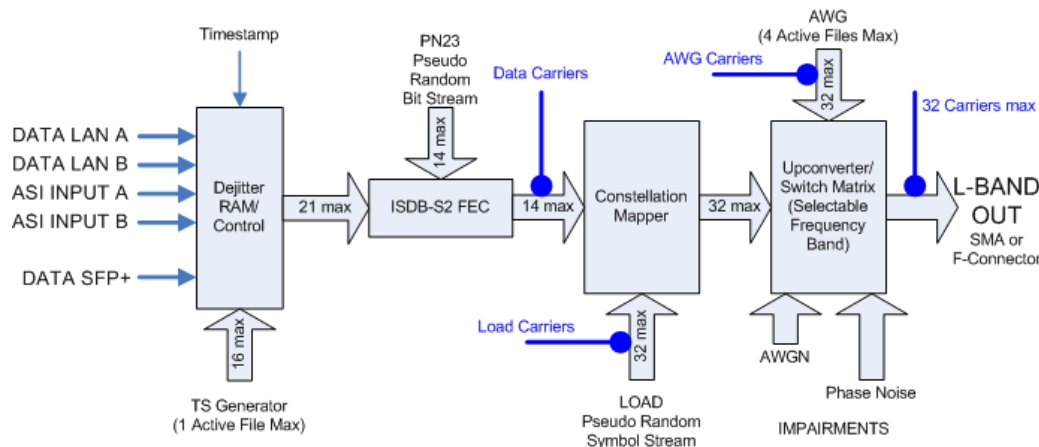 Timestamp
PN23
Pseudo
Random
Bit Stream
14 max
Data Carriers
AWG
(4 Active Files Max)
AWG Carriers
32 max
32 Carriers max
DATA LAN A
DATA LAN B
ASI INPUT A
ASI INPUT B
DATA SFP+
Dejitter
RAM/
Control
21 max
ISDB-S2 FEC
14 max
Constellation
Mapper
32 max
Upconverter/
Switch Matrix
(Selectable
Frequency
Band)
L-BAND
OUT
SMA or
F-Connector
16 max
TS Generator
(1 Active File Max)
Load Carriers
32 max
LOAD
Pseudo Random
Symbol Stream
AWGN
Phase Noise
IMPAIRMENTS